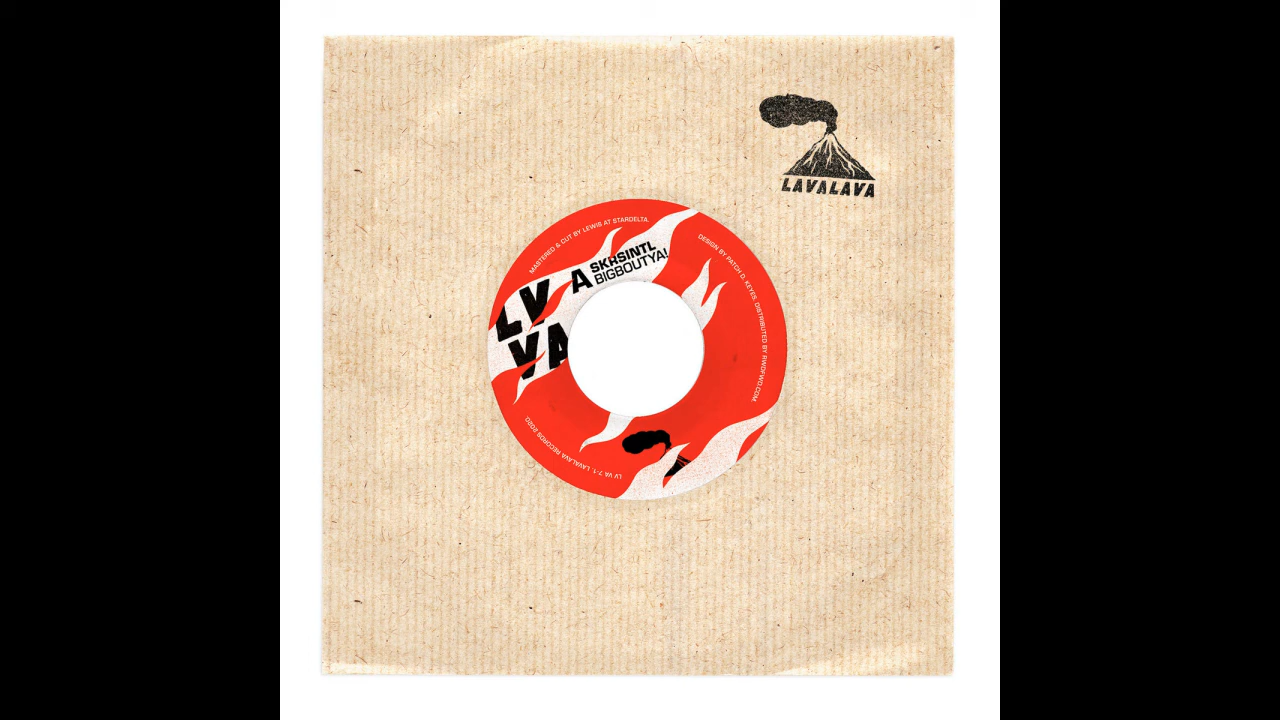 LAVALAVA
MASTERED & CUT BY LEWIS AT STARDELTA.
DESIGN BY PATCH D. KEYES. DISTRIBUTED BY RWDFWD.COM.
A
SKRSINTL
BIGBOUTYA!
LV
VA
LV VA 7-1. LAVALAVA RECORDS 2020.